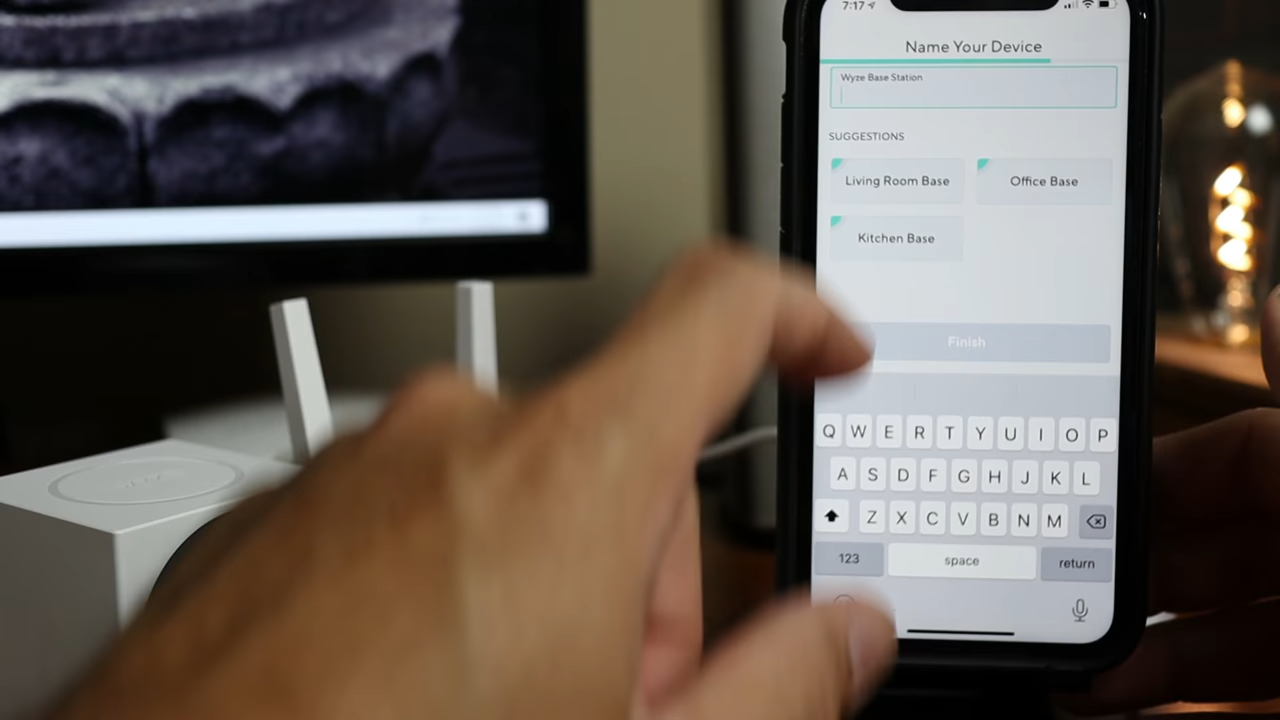 7:17
Name Your Device
Wyze Base Station
SUGGESTIONS
Living Room Base Office Base
Kitchen Base
Finish
Q W E R T Y U I O P
A S D F G H J K L
Z X C V B N M
123 space return